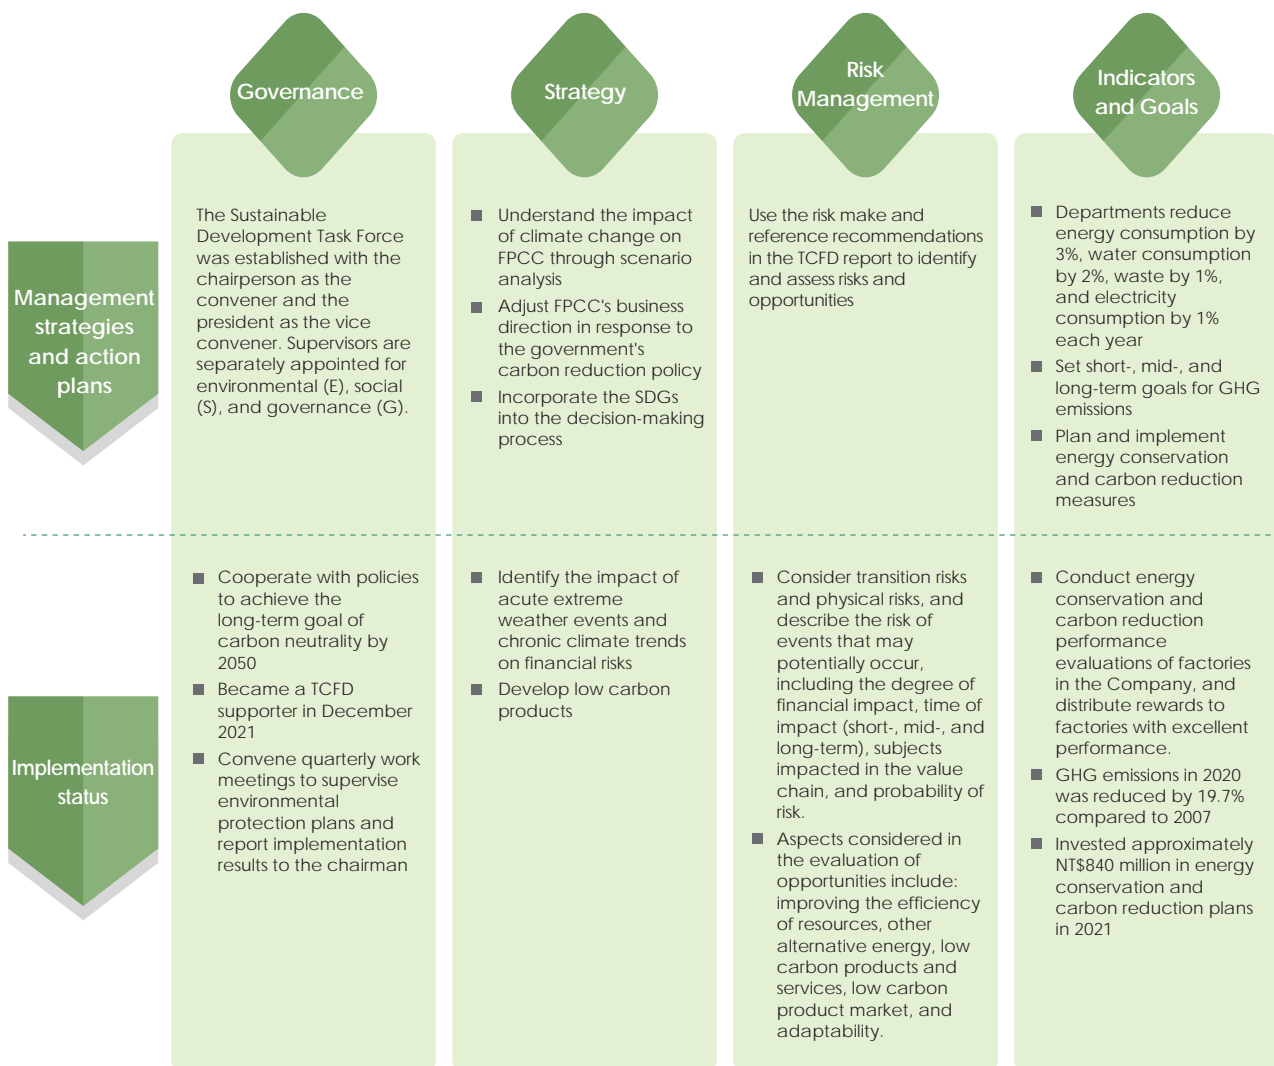 Governance
Strategy
Risk
Management
Indicators
and Goals
Management
strategies
and action
plans
The Sustainable
Development Task Force
was established with the
chairperson as the
convener and the
president as the vice
convener. Supervisors are
separately appointed for
environmental (E), social
(S), and governance (G).
Understand the impact
of climate change on
FPCC through scenario
analysis
Adjust FPCC's business
direction in response to
the government's
carbon reduction policy
Incorporate the SDGs
into the decision-making
process
Use the risk make and
reference recommendations
in the TCFD report to identify
and assess risks and
opportunities
Departments reduce
energy consumption by
3%, water consumption
by 2%, waste by 1%,
and electricity
consumption by 1%
each year
Set short-, mid-, and
long-term goals for GHG
emissions
Plan and implement
energy conservation
and carbon reduction
measures
Implementation
status
Cooperate with policies
to achieve the
long-term goal of
carbon neutrality by
2050
Became a TCFD
supporter in December
2021
Convene quarterly work
meetings to supervise
environmental
protection plans and
report implementation
results to the chairman
Identify the impact of
acute extreme
weather events and
chronic climate trends
on financial risks
Develop low carbon
products
Consider transition risks
and physical risks, and
describe the risk of
events that may
potentially occur,
including the degree of
financial impact, time of
impact (short-, mid-, and
long-term), subjects
impacted in the value
chain, and probability of
risk.
Aspects considered in
the evaluation of
opportunities include:
improving the efficiency
of resources, other
alternative energy, low
carbon products and
services, low carbon
product market, and
adaptability.
Conduct energy
conservation and
carbon reduction
performance
evaluations of factories
in the Company, and
distribute rewards to
factories with excellent
performance.
GHG emissions in 2020
was reduced by 19.7%
compared to 2007
Invested approximately
NT$840 million in energy
conservation and
carbon reduction plans
in 2021